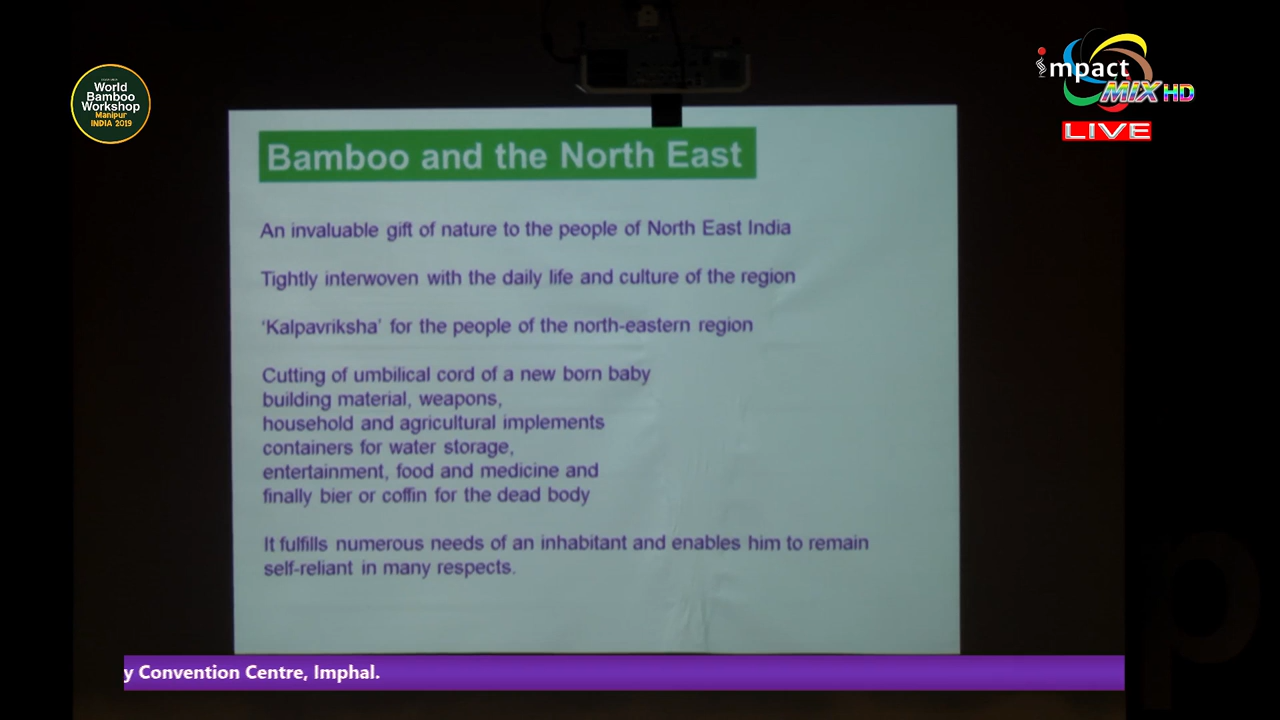 World
Bamboo
Workshop
Manipur
INDIA 2019
impact
MIX HD
LIVE
Bamboo and the North East
An invaluable gift of nature to the people of North East India
Tightly interwoven with the daily life and culture of the region
‘Kalpavriksha’ for the people of the north-eastern region
Cutting of umbilical cord of a new born baby
building material, weapons,
household and agricultural implements
containers for water storage,
entertainment, food and medicine and
finally bier or coffin for the dead body
It fulfills numerous needs of an inhabitant and enables him to remain
self-reliant in many respects.
y Convention Centre, Imphal.